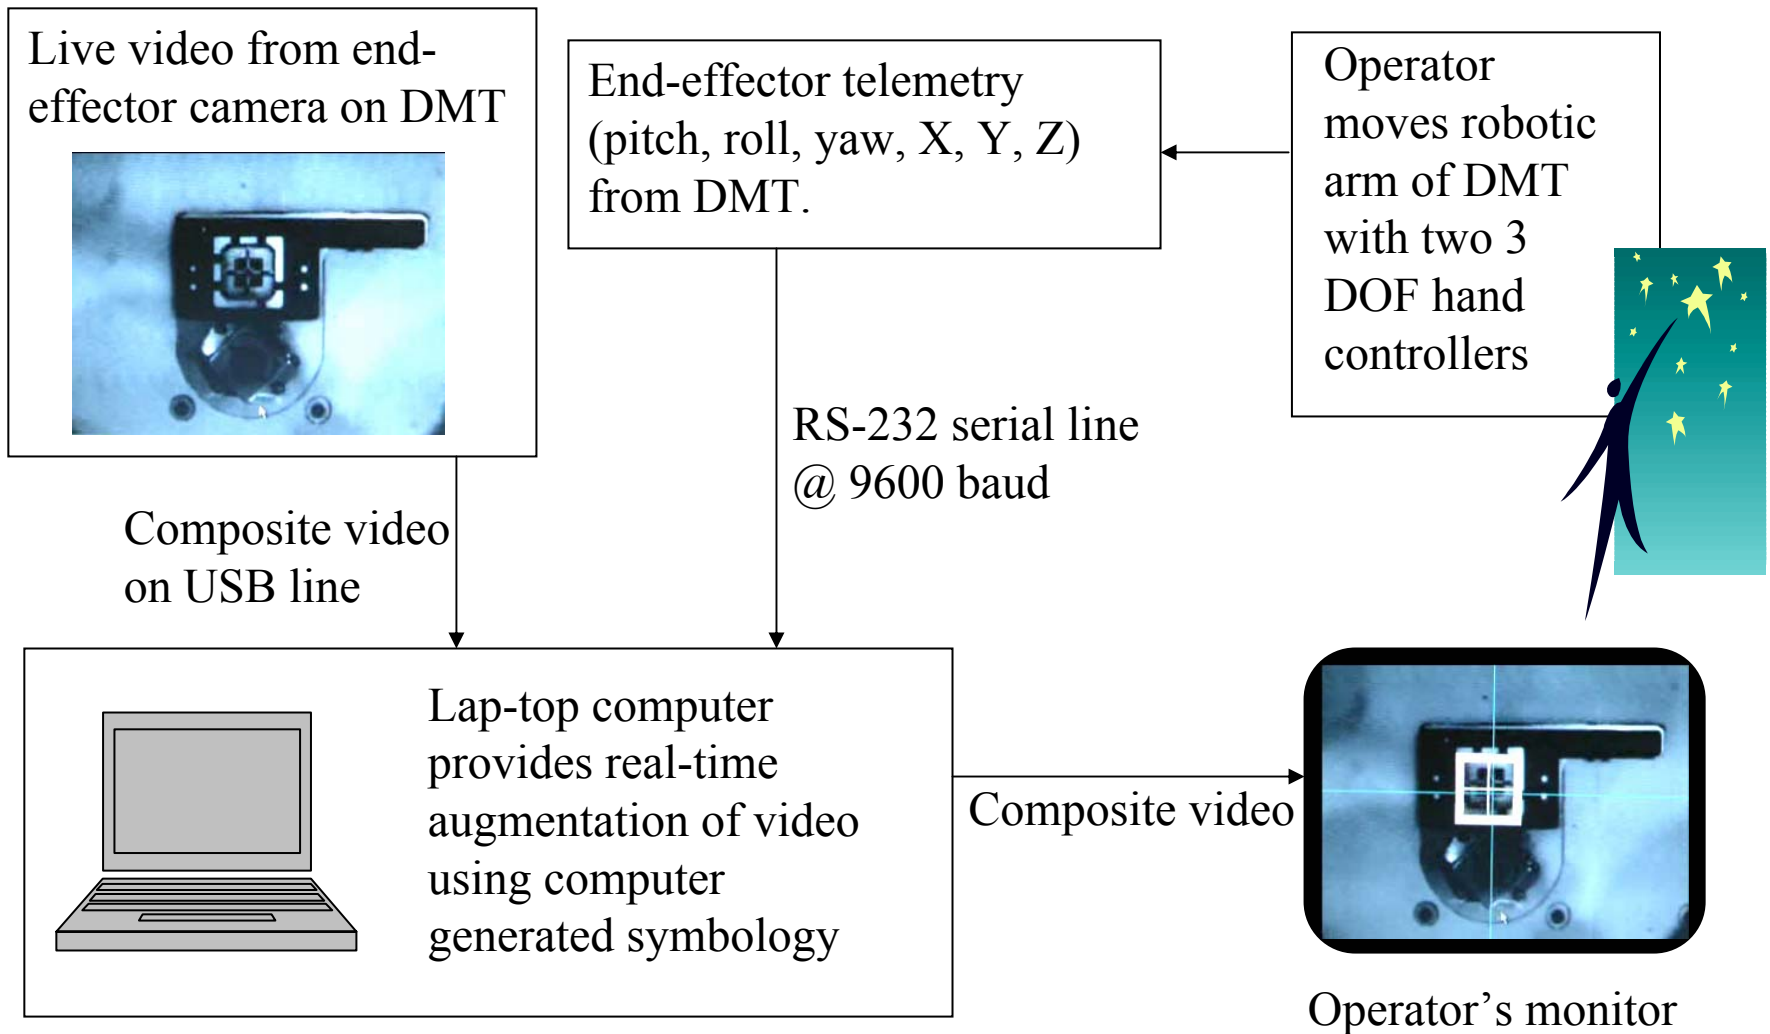 Live video from end-
effector camera on DMT
End-effector telemetry
(pitch, roll, yaw, X, Y, Z)
from DMT.
Operator
moves robotic
arm of DMT
with two 3
DOF hand
controllers
RS-232 serial line
@ 9600 baud
Composite video
on USB line
Lap-top computer
provides real-time
augmentation of video
using computer
generated symbology
Composite video
Operator’s monitor